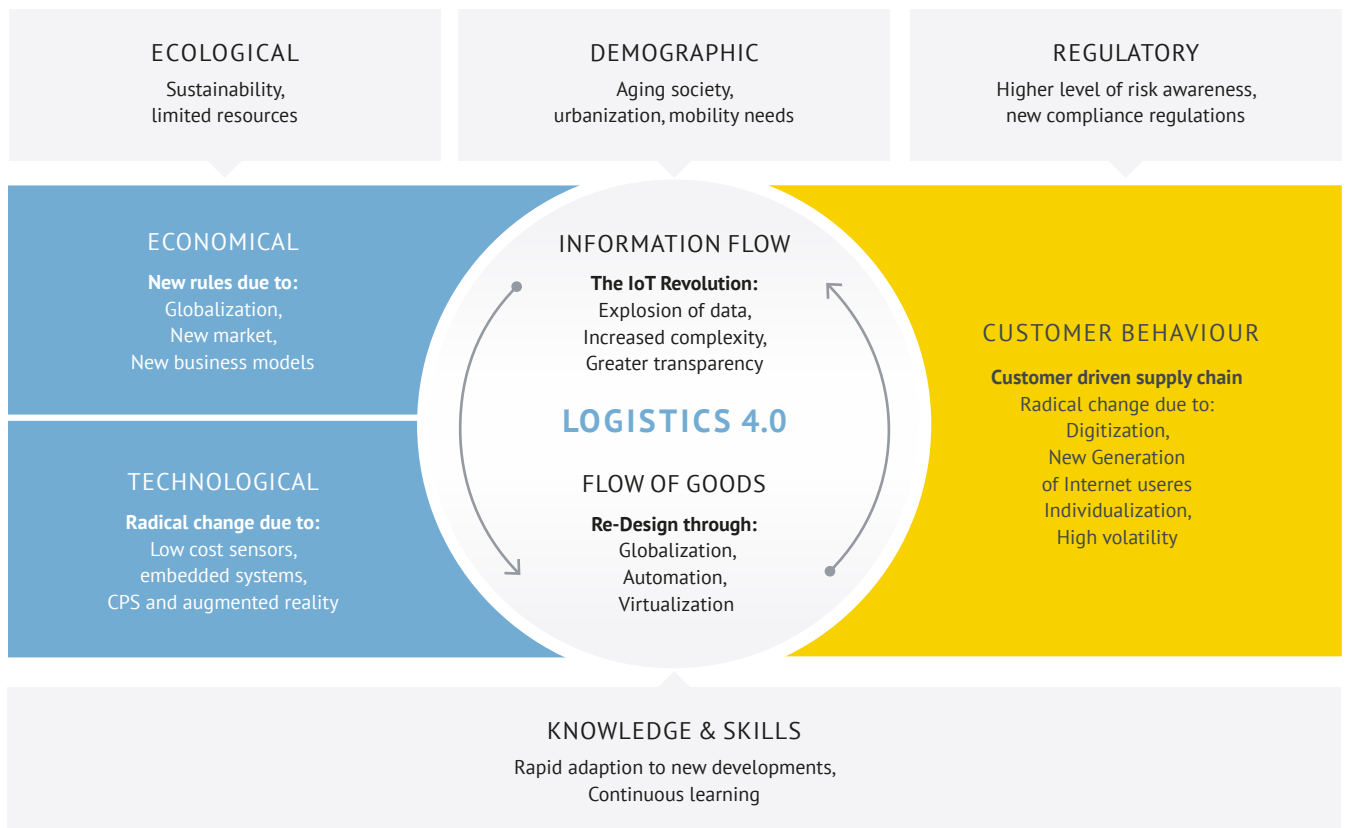 ECOLOGICAL
Sustainability,
limited resources
DEMOGRAPHIC
Aging society,
urbanization, mobility needs
REGULATORY
Higher level of risk awareness,
new compliance regulations
ECONOMICAL
New rules due to:
Globalization,
New market,
New business models
TECHNOLOGICAL
Radical change due to:
Low cost sensors,
embedded systems,
CPS and augmented reality
INFORMATION FLOW
The IoT Revolution:
Explosion of data,
Increased complexity,
Greater transparency
LOGISTICS 4.0
FLOW OF GOODS
Re-Design through:
Globalization,
Automation,
Virtualization
CUSTOMER BEHAVIOUR
Customer driven supply chain
Radical change due to:
Digitization,
New Generation
of Internet useres
Individualization,
High volatility
KNOWLEDGE & SKILLS
Rapid adaption to new developments,
Continuous learning